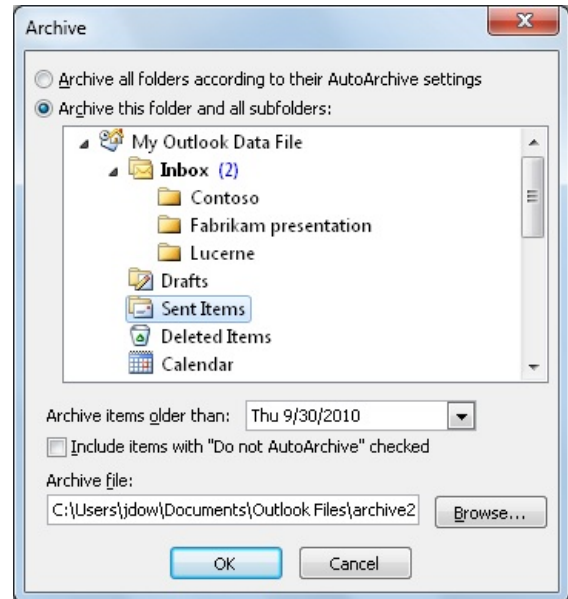 Archive
Archive all folders according to their AutoArchive settings
Archive this folder and all subfolders:
My Outlook Data File
Inbox (2)
Contoso
Fabrikam presentation
Lucerne
Drafts
Sent Items
Deleted Items
Calendar
Archive items older than: Thu 9/30/2010
Include items with "Do not AutoArchive" checked
Archive file:
C:\Users\jdow\Documents\Outlook Files\archive2 Browse...
OK Cancel